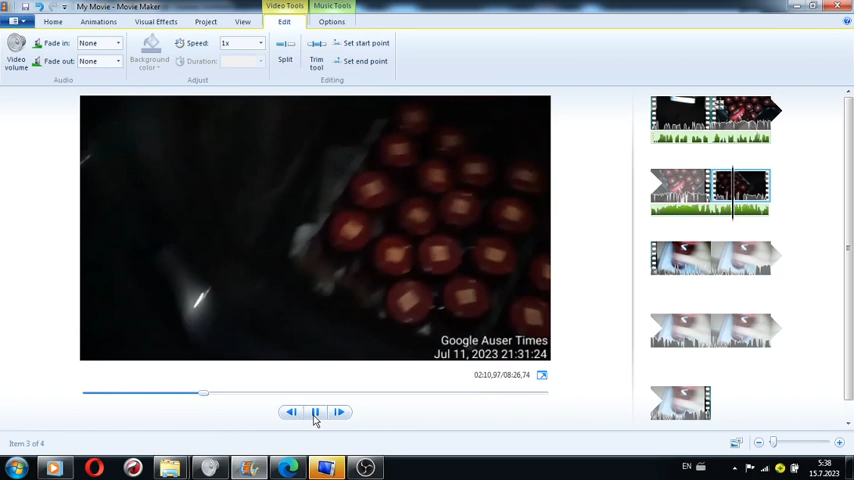 My Movie - Movie Maker
Video Tools
Music Tools
Home
Animations
Visual Effects
Project
View
Edit
Options
Video volume
Fade in: None
Fade out: None
Audio
Background color
Speed: 1x
Duration:
Adjust
Split
Trim tool
Set start point
Set end point
Editing
Google Auser Times
Jul 11, 2023 21:31:24
02:10,97/08:26,74
Item 3 of 4
EN
5:38
15.7.2023